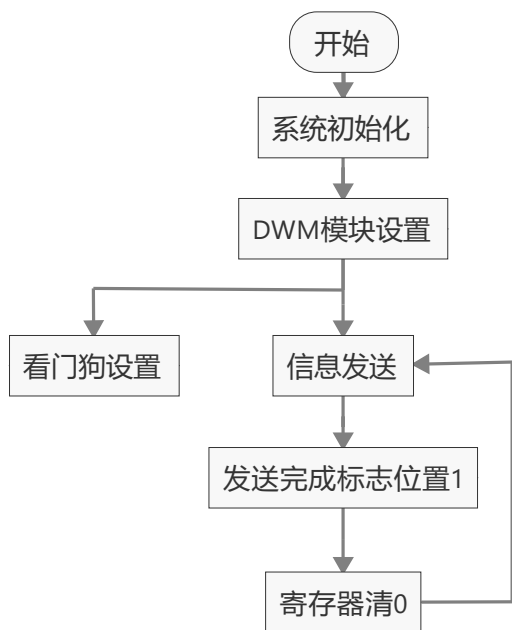 开始
系统初始化
DWM模块设置
看门狗设置
信息发送
发送完成标志位置1
寄存器清0